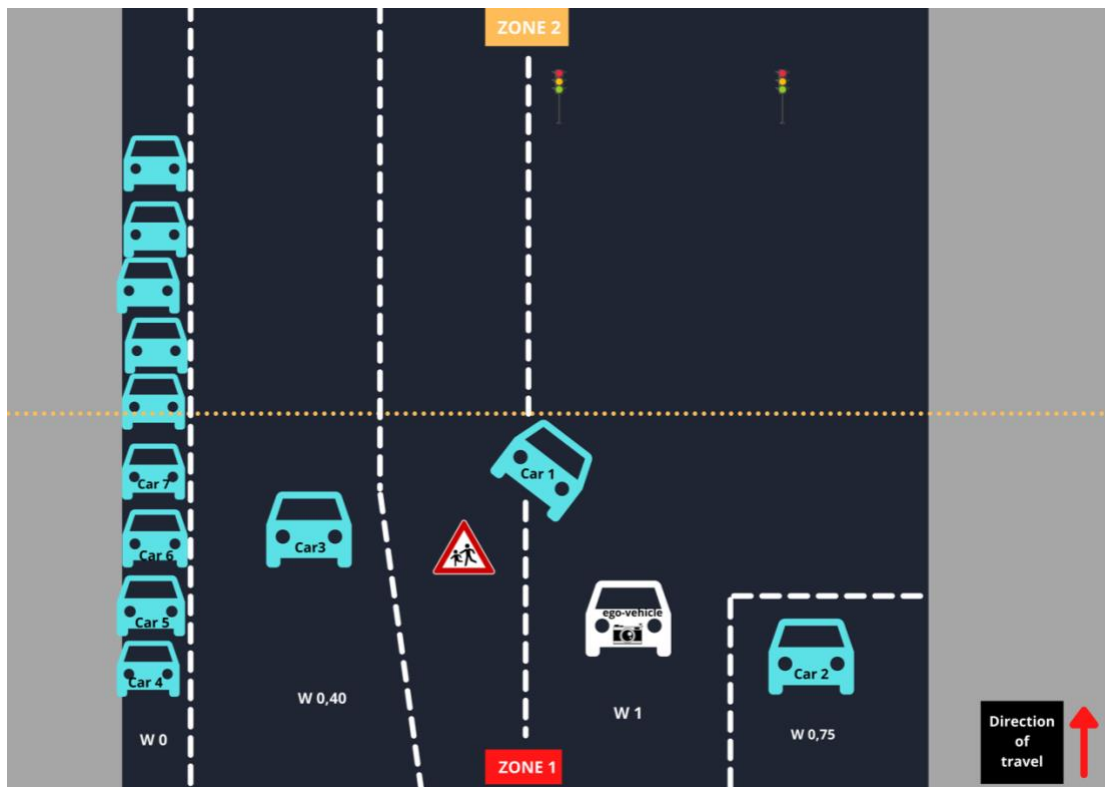 ZONE 2
Car 1
Car 7
Car3
Car 6
ego-vehicle
Car 5
Car 2
Car 4
W 0,40
W 1
W 0,75
W 0
Direction
of
travel
ZONE 1